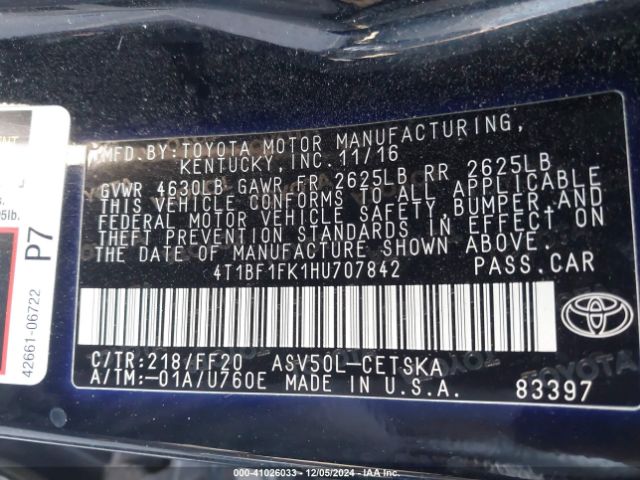 MFD.BY:TOYOTA MOTOR MANUFACTURING,
KENTUCKY, INC. 11/16
GVWR 4630LB GAWR FR 2625LB RR 2625LB
THIS VEHICLE CONFORMS TO ALL APPLICABLE
FEDERAL MOTOR VEHICLE SAFETY, BUMPER, AND
THEFT PREVENTION STANDARDS IN EFFECT ON
THE DATE OF MANUFACTURE SHOWN ABOVE.
4T1BF1FK1HU707842 PASS.CAR
C/TR:218/FF20 ASV50L-CETSKA
A/TM:-01A/U760E MADE IN U.S.A. 83397
TOYOTA
P7
42661-06722
00-41026033 — 12/05/2024 — IAA Inc.